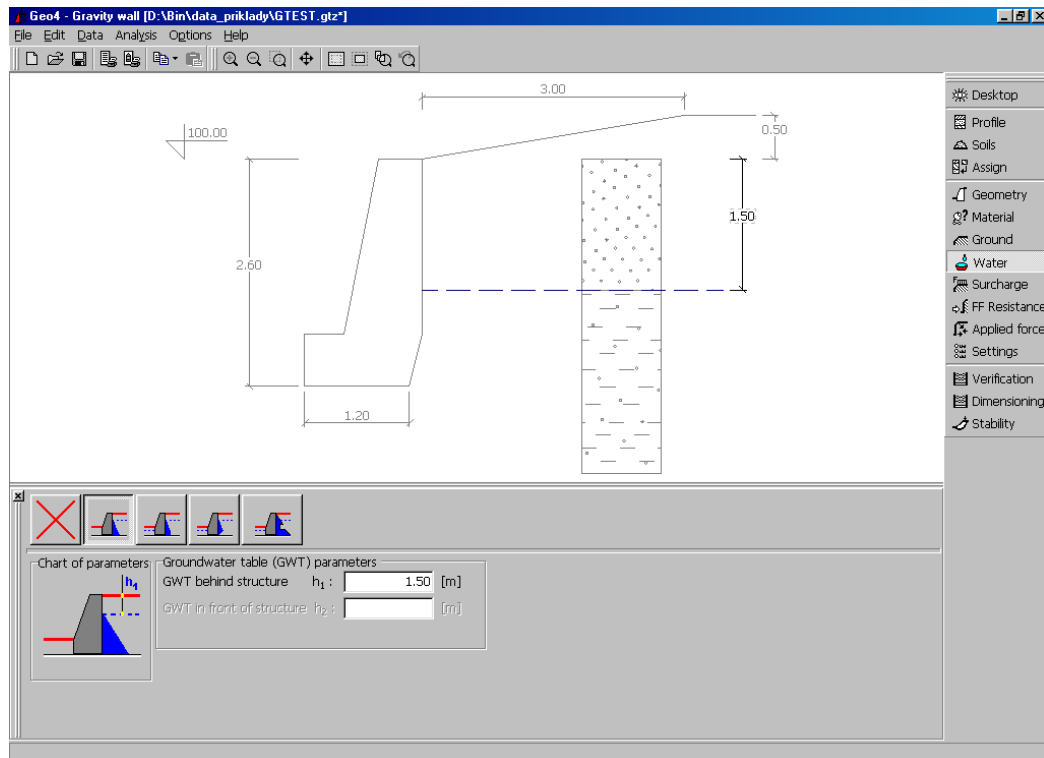 Geo4 - Gravity wall [D:\Bin\data_priklady\GTEST.gtz*]
File Edit Data Analysis Options Help
3.00
100.00
0.50
1.50
2.60
1.20
Desktop
Profile
Soils
Assign
Geometry
Material
Ground
Water
Surcharge
FF Resistance
Applied force
Settings
Verification
Dimensioning
Stability
Chart of parameters
h₁
Groundwater table (GWT) parameters
GWT behind structure h₁ : 1.50 [m]
GWT in front of structure h₂ : [m]